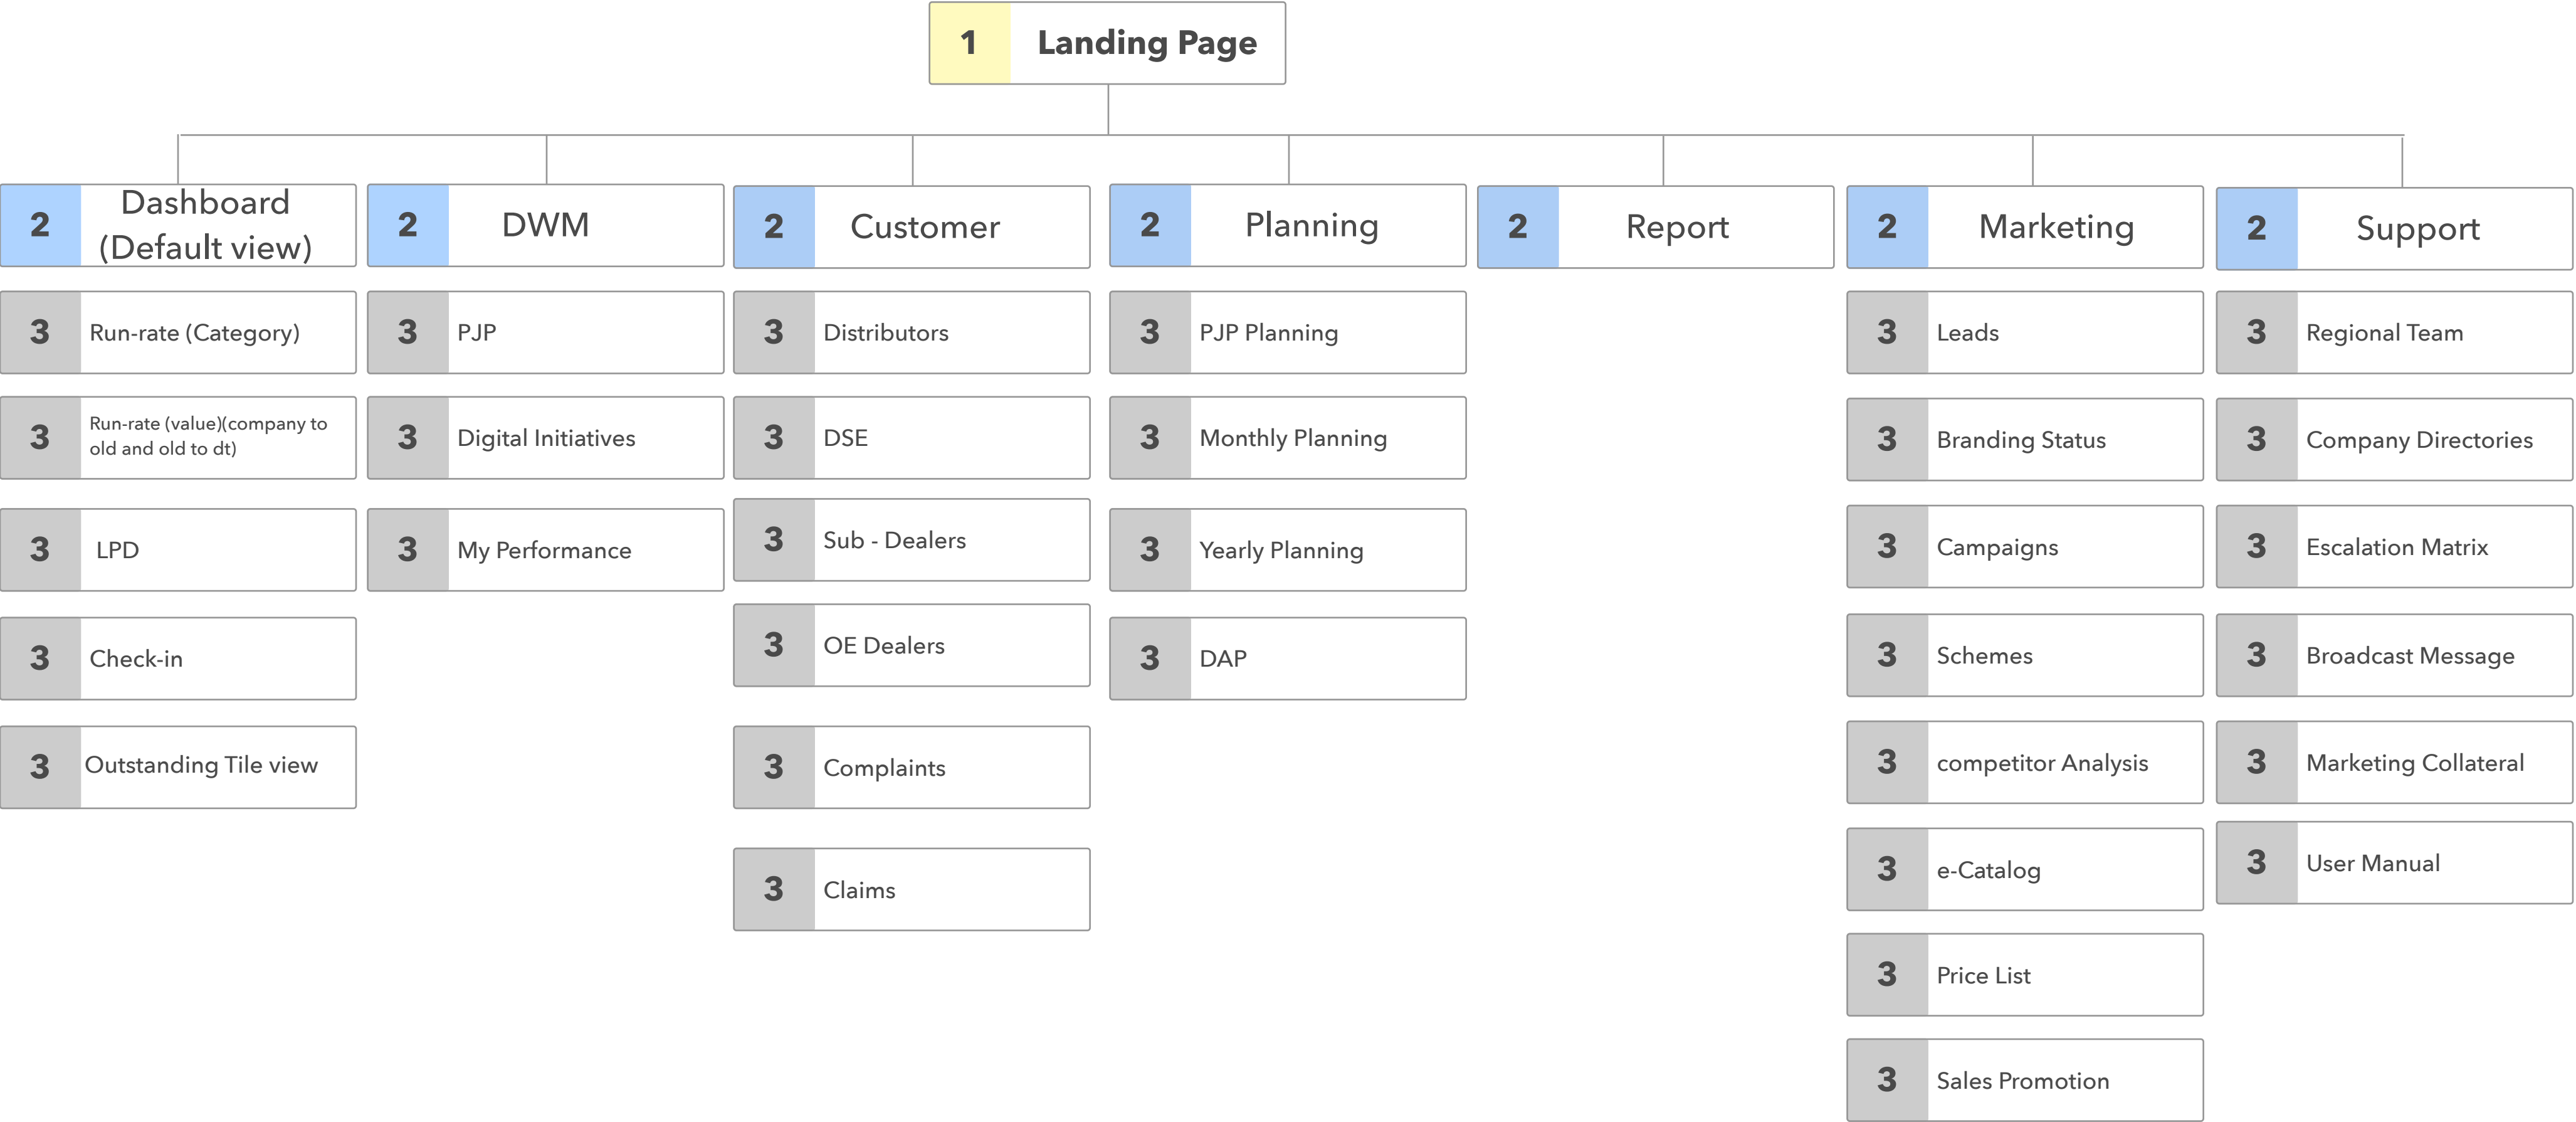 1 Landing Page
2 Dashboard
(Default view)
2 DWM
2 Customer
2 Planning
2 Report
2 Marketing
2 Support
3 Run-rate (Category)
3 Run-rate (value)(company to
old and old to dt)
3 LPD
3 Check-in
3 Outstanding Tile view
3 PJP
3 Digital Initiatives
3 My Performance
3 Distributors
3 DSE
3 Sub - Dealers
3 OE Dealers
3 Complaints
3 Claims
3 PJP Planning
3 Monthly Planning
3 Yearly Planning
3 DAP
3 Leads
3 Branding Status
3 Campaigns
3 Schemes
3 competitor Analysis
3 e-Catalog
3 Price List
3 Sales Promotion
3 Regional Team
3 Company Directories
3 Escalation Matrix
3 Broadcast Message
3 Marketing Collateral
3 User Manual